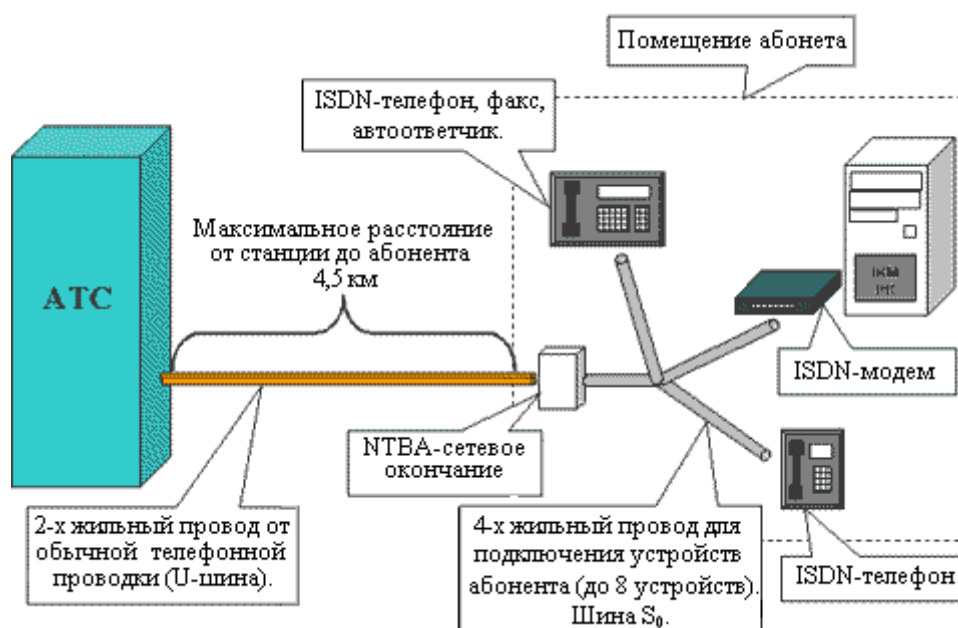 Помещение абонета
ISDN-телефон, факс,
автоответчик.
Максимальное расстояние
от станции до абонента
4,5 км
АТС
ISDN-модем
NTBA-сетевое
окончание
2-х жильный провод от
обычной телефонной
проводки (U-шина).
4-х жильный провод для
подключения устройств
абонента (до 8 устройств).
Шина S₀.
ISDN-телефон